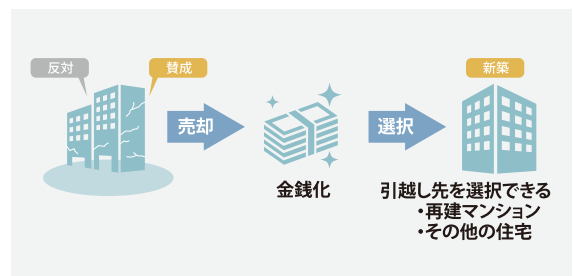 反対
賛成
売却
金銭化
選択
新築
引越し先を選択できる
・再建マンション
・その他の住宅